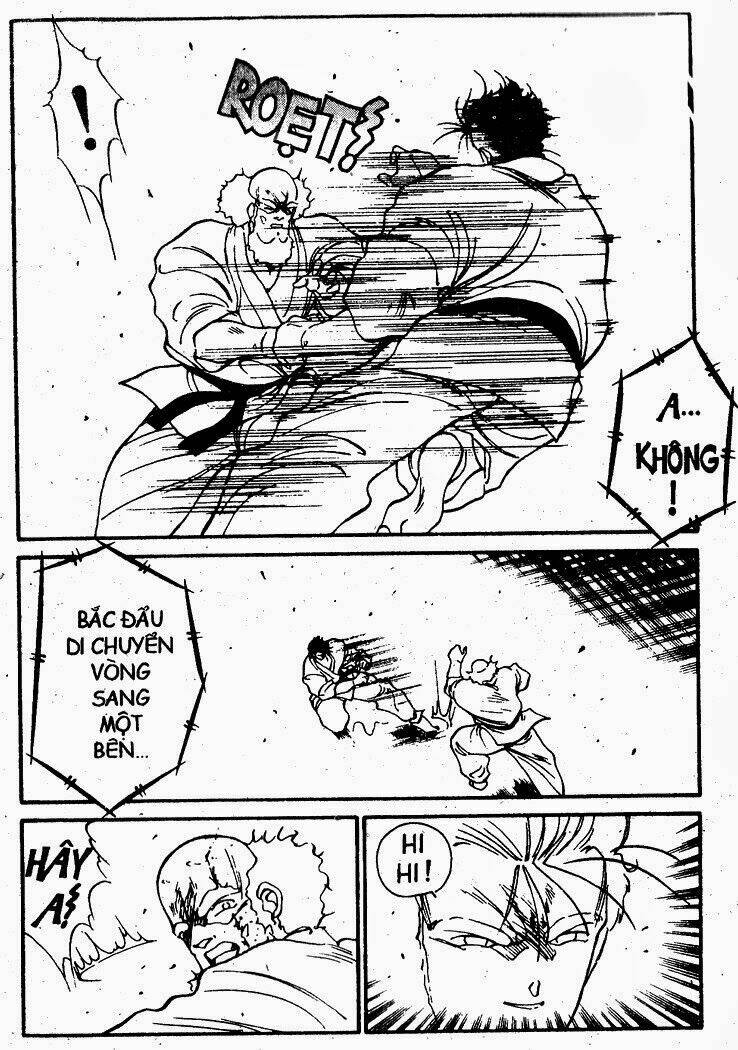 !
ROẸT!
A...
KHÔNG
!
BẮC ĐẨU
DI CHUYỂN
VÒNG
SANG
MỘT
BÊN...
HÂY
A!
HI
HI!